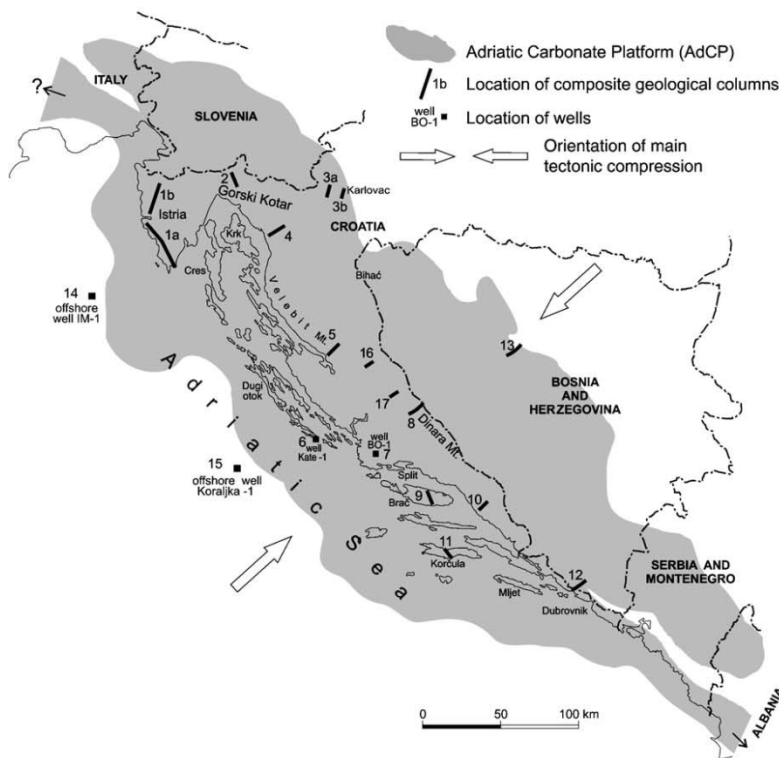 Adriatic Carbonate Platform (AdCP)
1b Location of composite geological columns
well
BO-1
Location of wells
Orientation of main
tectonic compression
?
ITALY
SLOVENIA
2
3a
Karlovac
3b
1b
Gorski Kotar
Istria
CROATIA
1a
4
Krk
Cres
Bihać
14
offshore
well IM-1
Velebit Mt.
5
13
16
BOSNIA
AND
HERZEGOVINA
Dugi
otok
17
8
Dinara Mt.
6
well
Kate -1
well
BO-1
7
15
offshore well
Koraljka -1
Split
Brač
9
10
Adriatic Sea
11
Korcula
12
SERBIA AND
MONTENEGRO
Mljet
Dubrovnik
ALBANIA
0 50 100 km